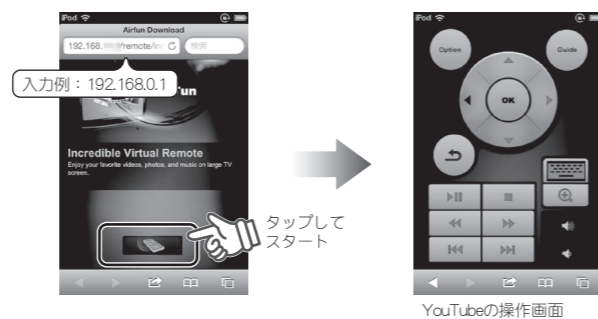 iPod
Airfun Download
192.168.
/remote/in
検索
入力例：192.168.0.1
un
Incredible Virtual Remote
Enjoy your favorite videos, photos, and music on large TV
screen.
タップして
スタート
iPod
Option
Guide
OK
YouTubeの操作画面